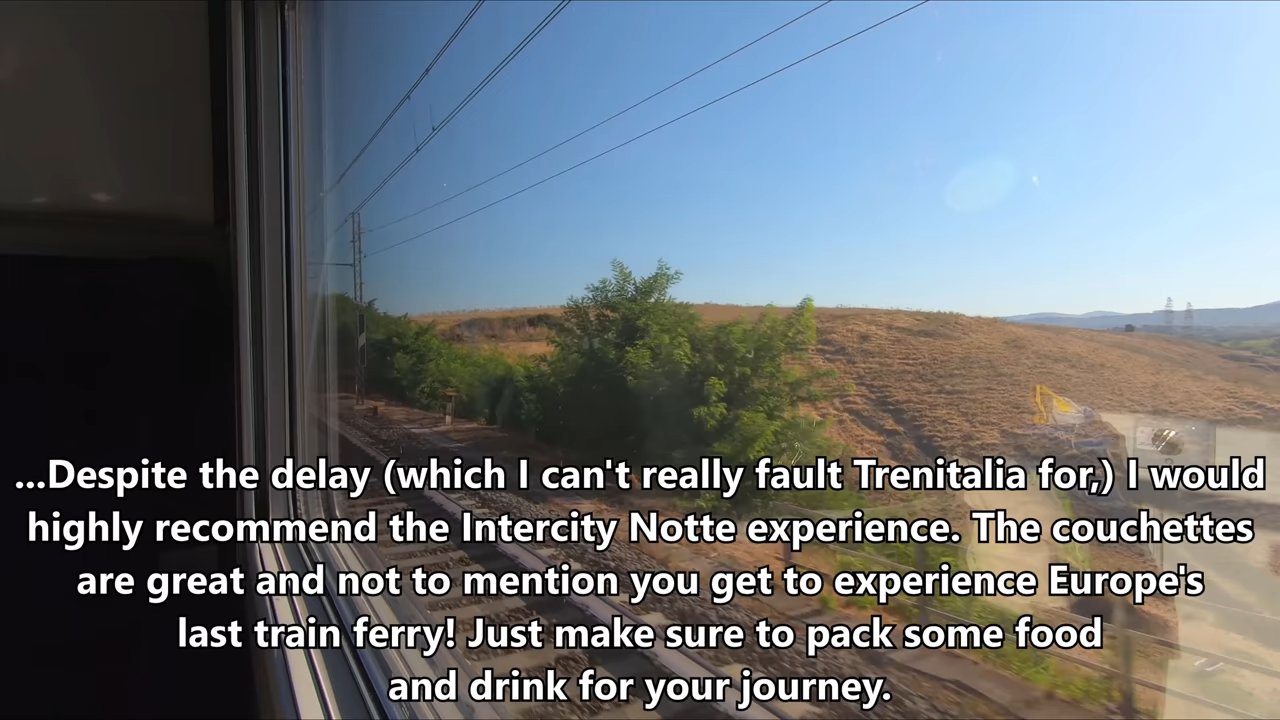 ...Despite the delay (which I can't really fault Trenitalia for,) I would
highly recommend the Intercity Notte experience. The couchettes
are great and not to mention you get to experience Europe's
last train ferry! Just make sure to pack some food
and drink for your journey.